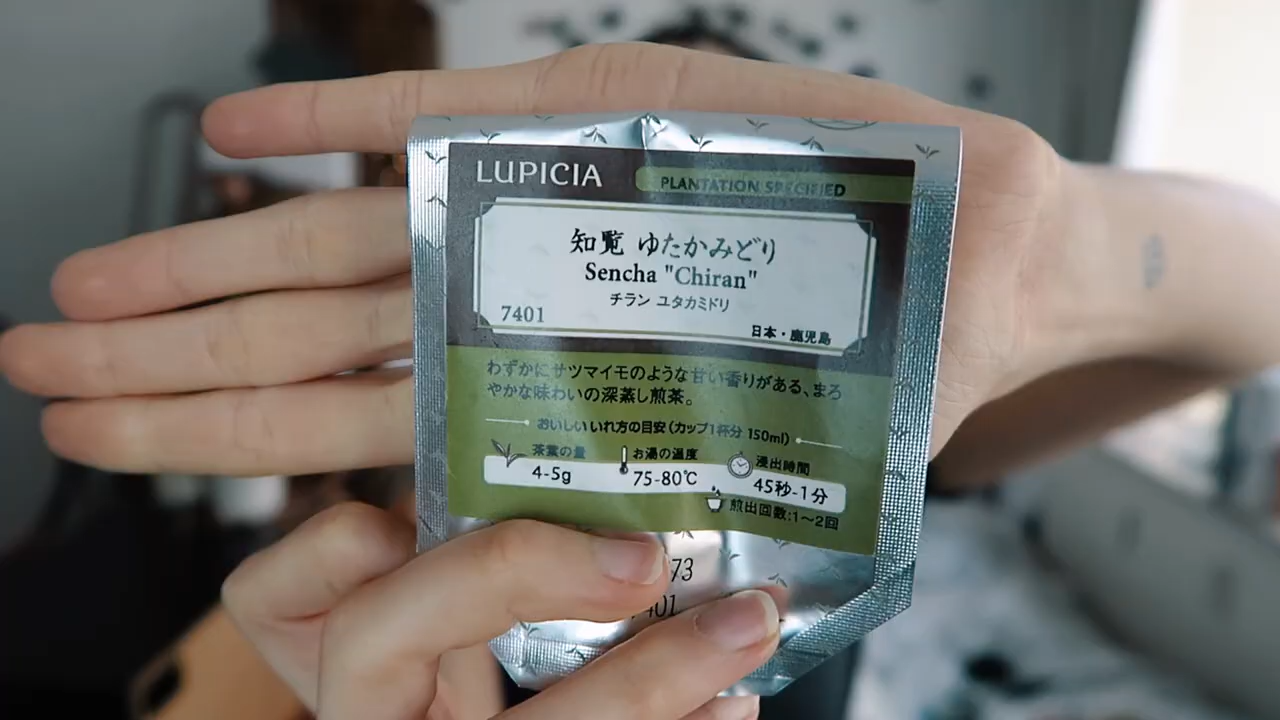 LUPICIA
PLANTATION SPECIFIED
知覧 ゆたかみどり
Sencha "Chiran"
チラン ユタカミドリ
7401
日本・鹿児島
わずかにサツマイモのような甘い香りがある、まろ
やかな味わいの深蒸し煎茶。
おいしいいれ方の目安(カップ1杯分 150ml)
茶葉の量 お湯の温度 浸出時間
4-5g 75-80℃ 45秒-1分
煎出回数:1〜2回
73
401